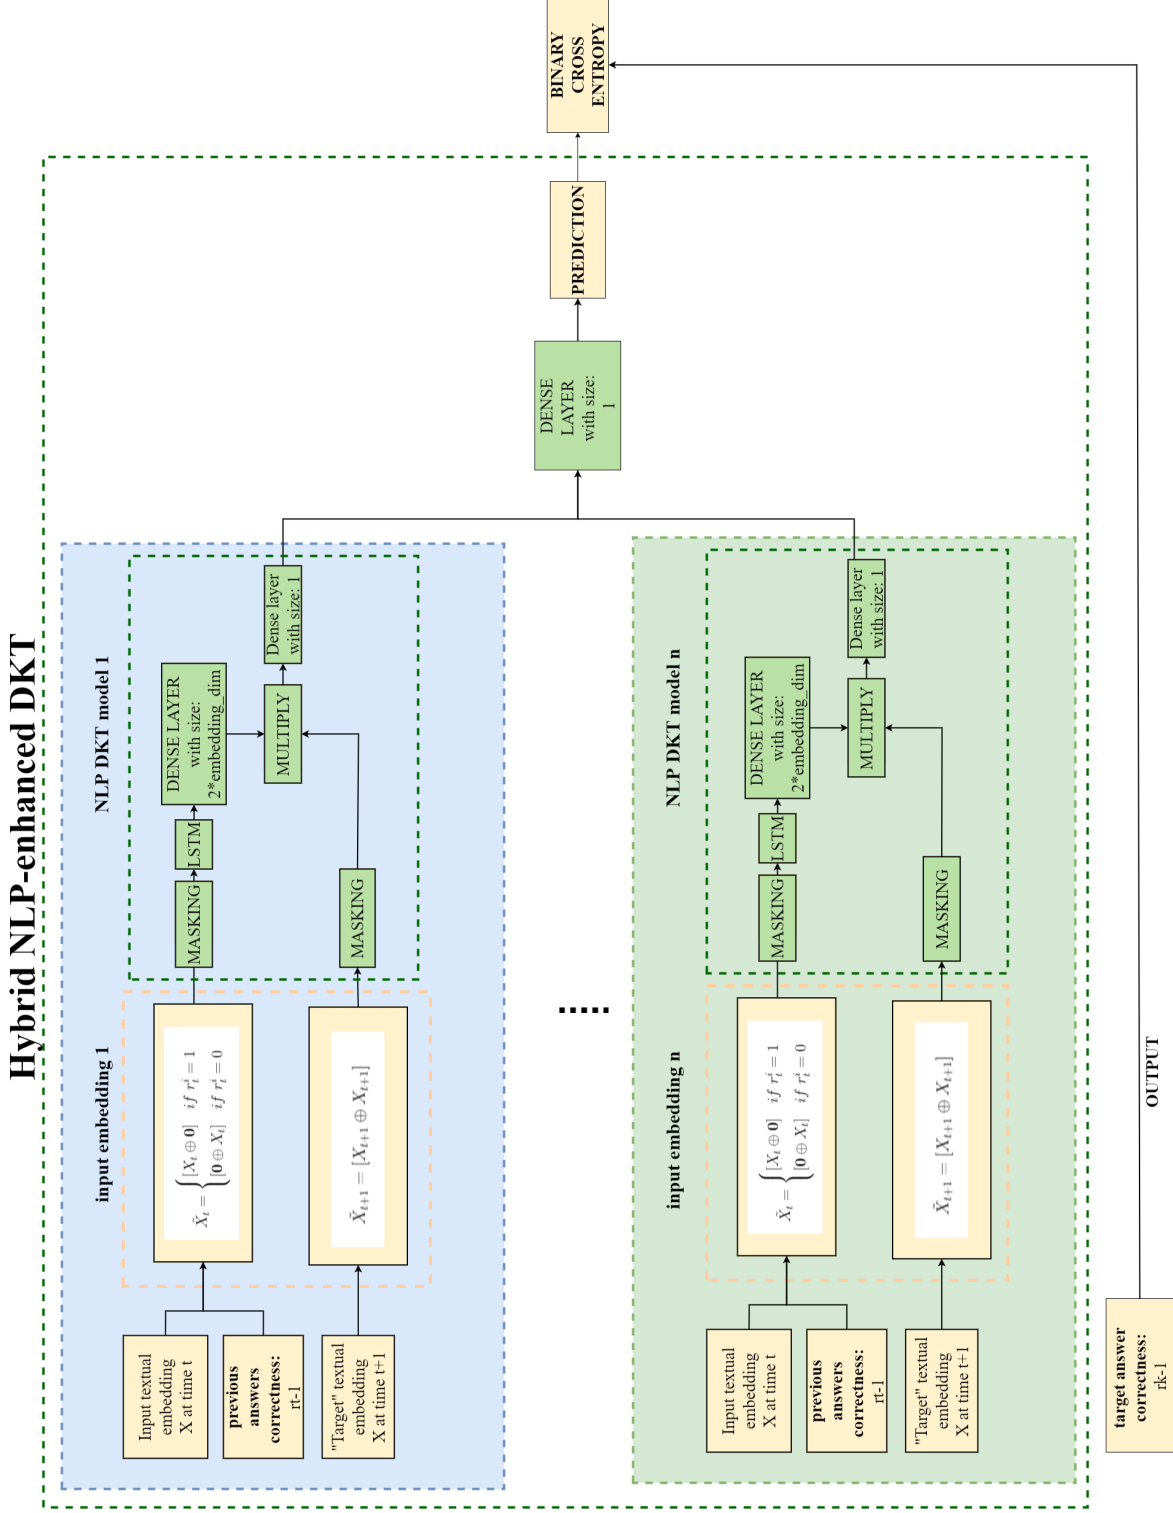 Hybrid NLP-enhanced DKT
input embedding 1
NLP DKT model 1
Input textual
embedding
X at time t
previous
answers
correctness:
rt-1
"Target" textual
embedding
X at time t+1
X̃ₜ = { [Xₜ ⊕ 𝟎] if rₜⁱ = 1
[𝟎 ⊕ Xₜ] if rₜⁱ = 0
X̃ₜ₊₁ = [Xₜ₊₁ ⊕ Xₜ₊₁]
MASKING
LSTM
DENSE LAYER
with size:
2*embedding_dim
MASKING
MULTIPLY
Dense layer
with size: 1
.....
input embedding n
NLP DKT model n
Input textual
embedding
X at time t
previous
answers
correctness:
rt-1
"Target" textual
embedding
X at time t+1
X̃ₜ = { [Xₜ ⊕ 𝟎] if rₜⁱ = 1
[𝟎 ⊕ Xₜ] if rₜⁱ = 0
X̃ₜ₊₁ = [Xₜ₊₁ ⊕ Xₜ₊₁]
MASKING
LSTM
DENSE LAYER
with size:
2*embedding_dim
MASKING
MULTIPLY
Dense layer
with size: 1
DENSE
LAYER
with size:
1
PREDICTION
BINARY
CROSS
ENTROPY
target answer
correctness:
rk-1
OUTPUT